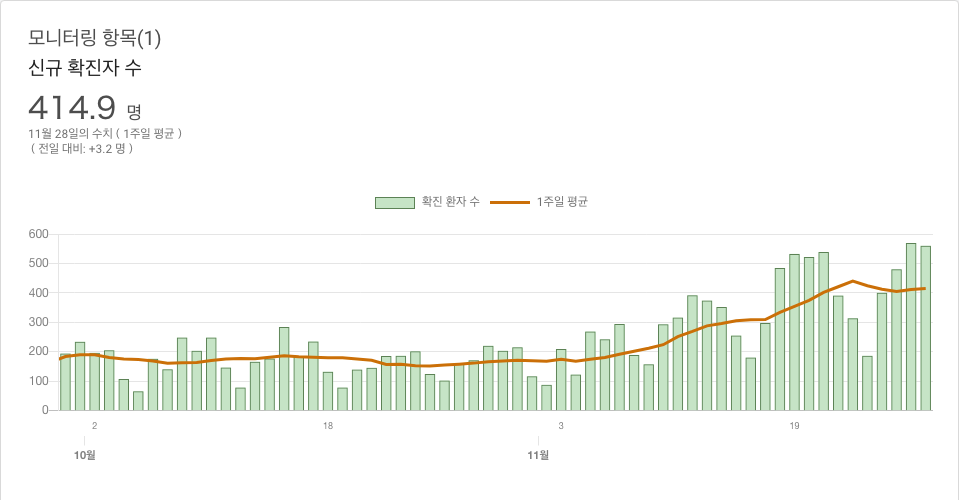 모니터링 항목(1)
신규 확진자 수
414.9 명
11월 28일의 수치 ( 1주일 평균 )
( 전일 대비: +3.2 명 )
확진 환자 수 1주일 평균
600
500
400
300
200
100
0
2 18 3 19
10월 11월